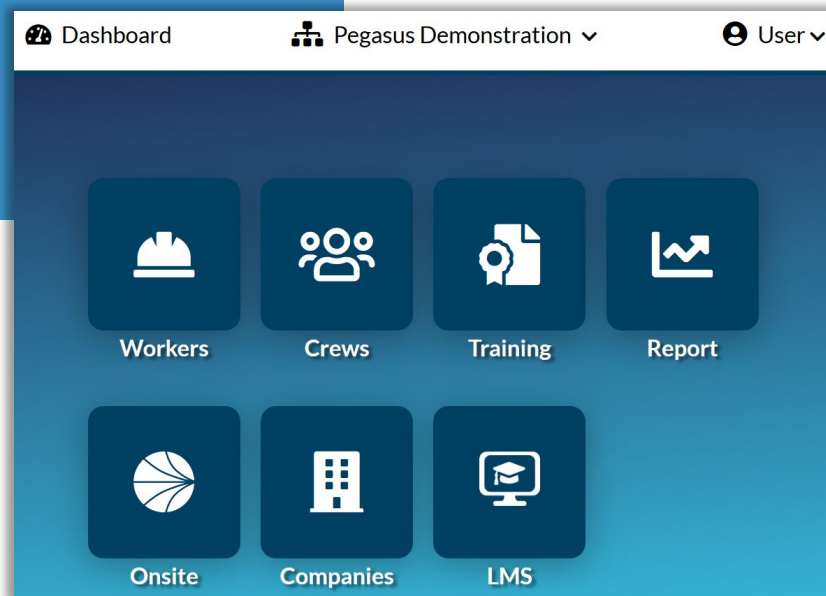 Dashboard Pegasus Demonstration User
Workers Crews Training Report
Onsite Companies LMS